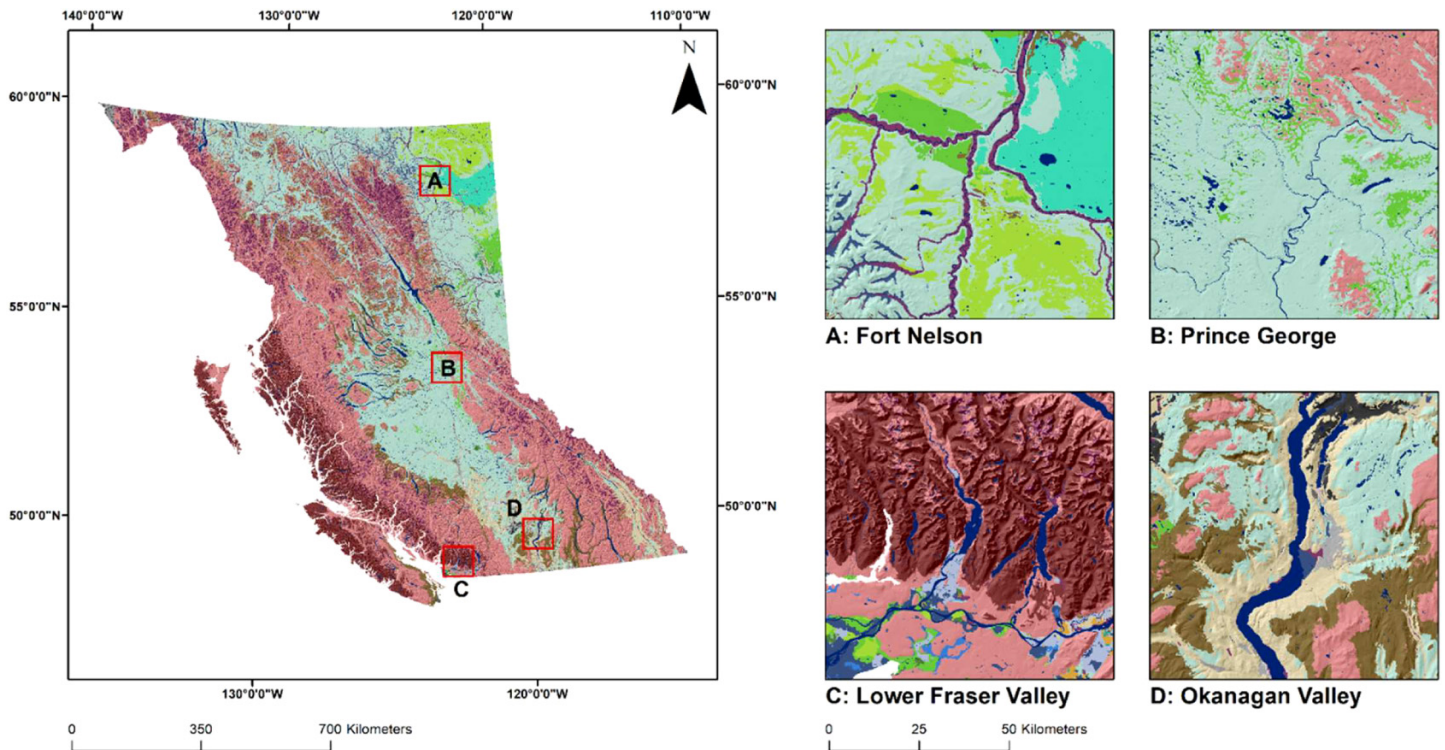 140°0'0"W 130°0'0"W 120°0'0"W 110°0'0"W
N
60°0'0"N 60°0'0"N
A
55°0'0"N 55°0'0"N
B
50°0'0"N 50°0'0"N
D
C
130°0'0"W 120°0'0"W
0 350 700 Kilometers
A: Fort Nelson
B: Prince George
C: Lower Fraser Valley
D: Okanagan Valley
0 25 50 Kilometers